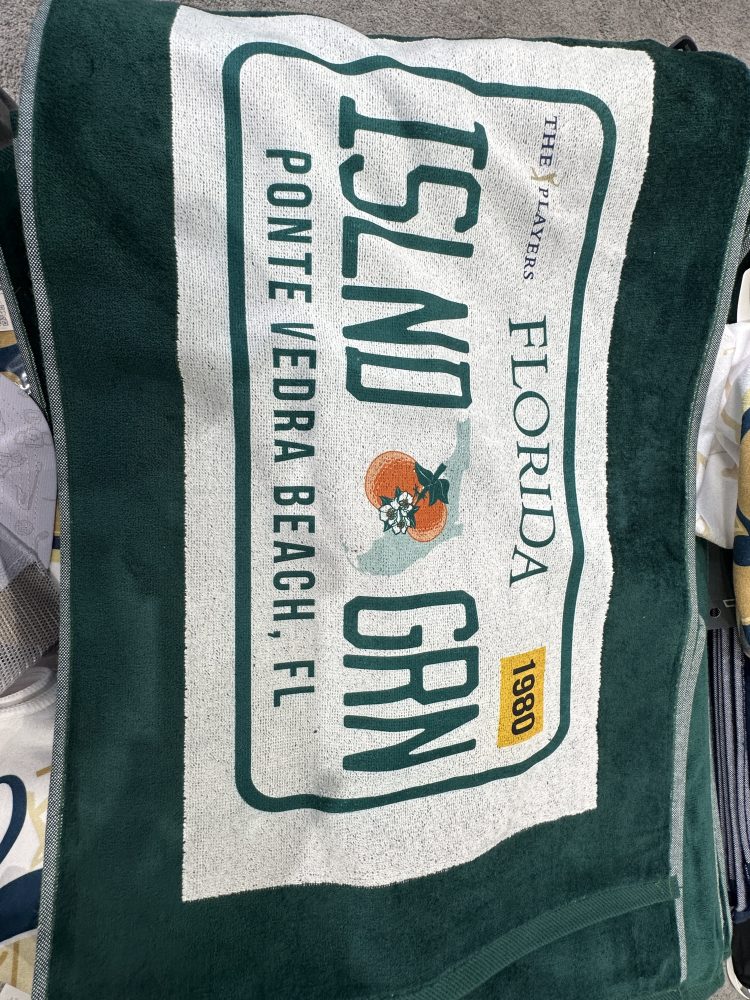 THE PLAYERS
FLORIDA
1980
ISLND GRN
PONTE VEDRA BEACH, FL